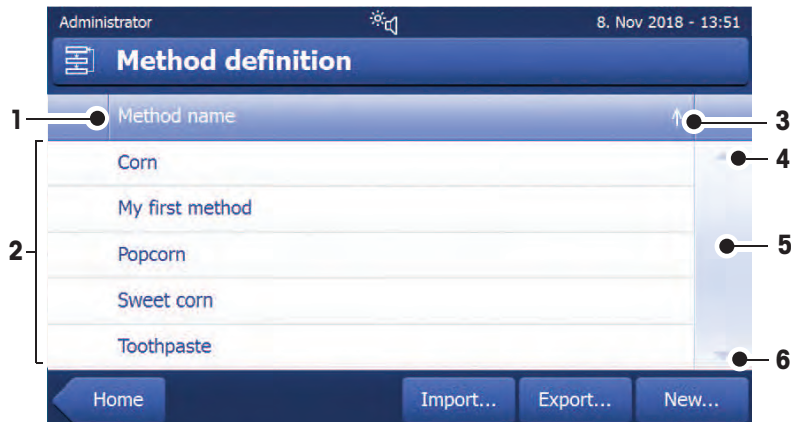 Administrator 8. Nov 2018 - 13:51
Method definition
1 Method name 3
4
Corn
My first method
2 Popcorn 5
Sweet corn
Toothpaste 6
Home Import... Export... New...